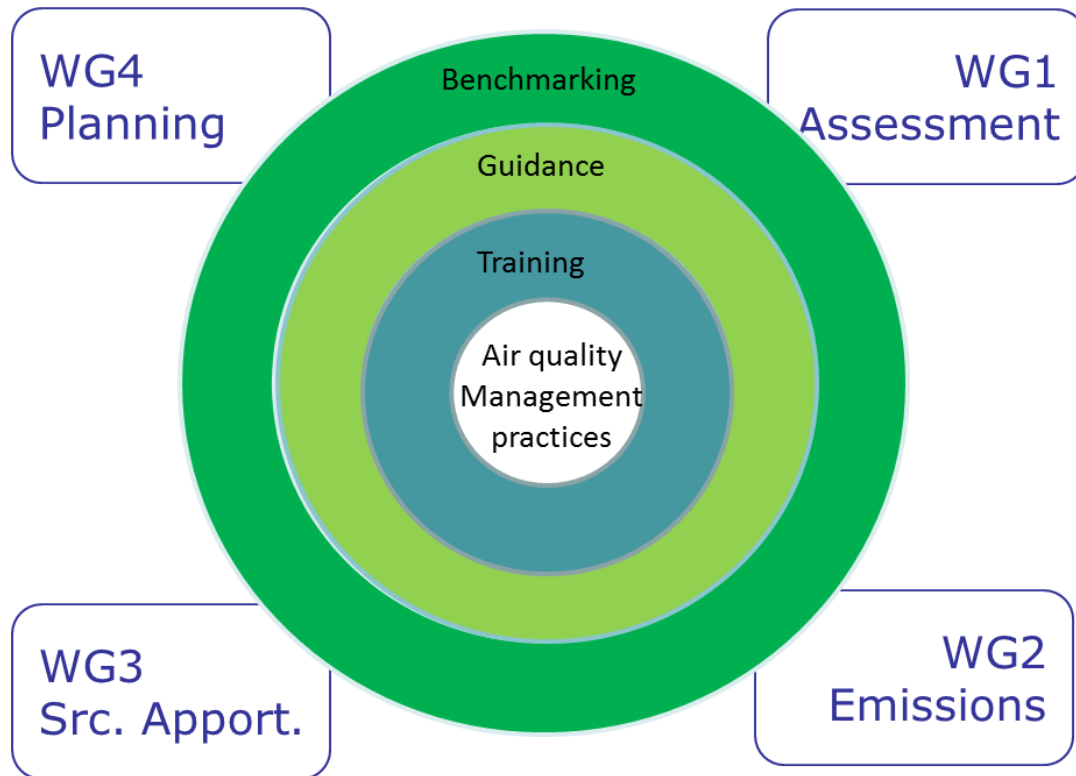 WG4
Planning
Benchmarking
WG1
Assessment
Guidance
Training
Air quality
Management
practices
WG3
Src. Apport.
WG2
Emissions